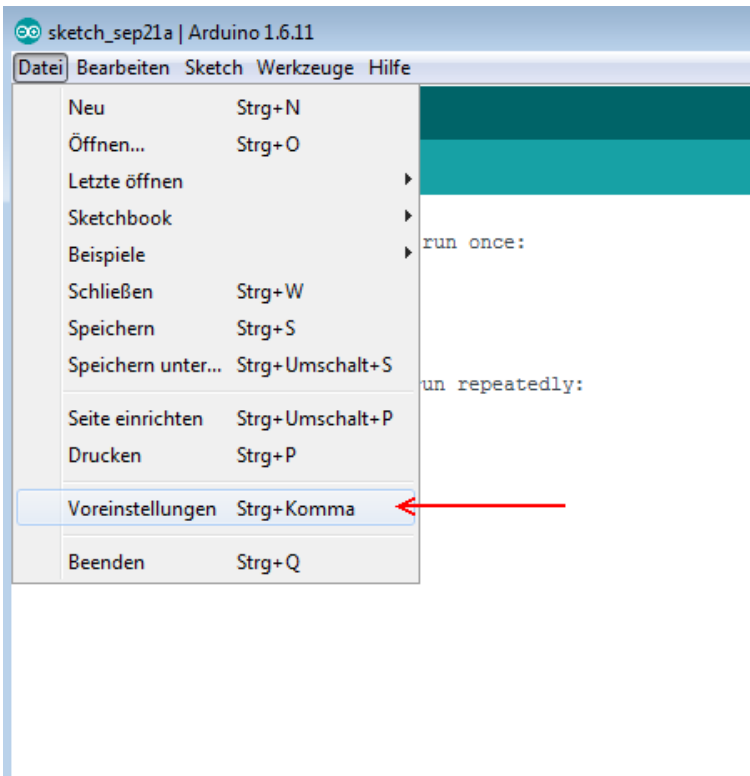 sketch_sep21a | Arduino 1.6.11
Datei Bearbeiten Sketch Werkzeuge Hilfe
Neu Strg+N
Öffnen... Strg+O
Letzte öffnen
Sketchbook
Beispiele
run once:
Schließen Strg+W
Speichern Strg+S
Speichern unter... Strg+Umschalt+S
run repeatedly:
Seite einrichten Strg+Umschalt+P
Drucken Strg+P
Voreinstellungen Strg+Komma
Beenden Strg+Q